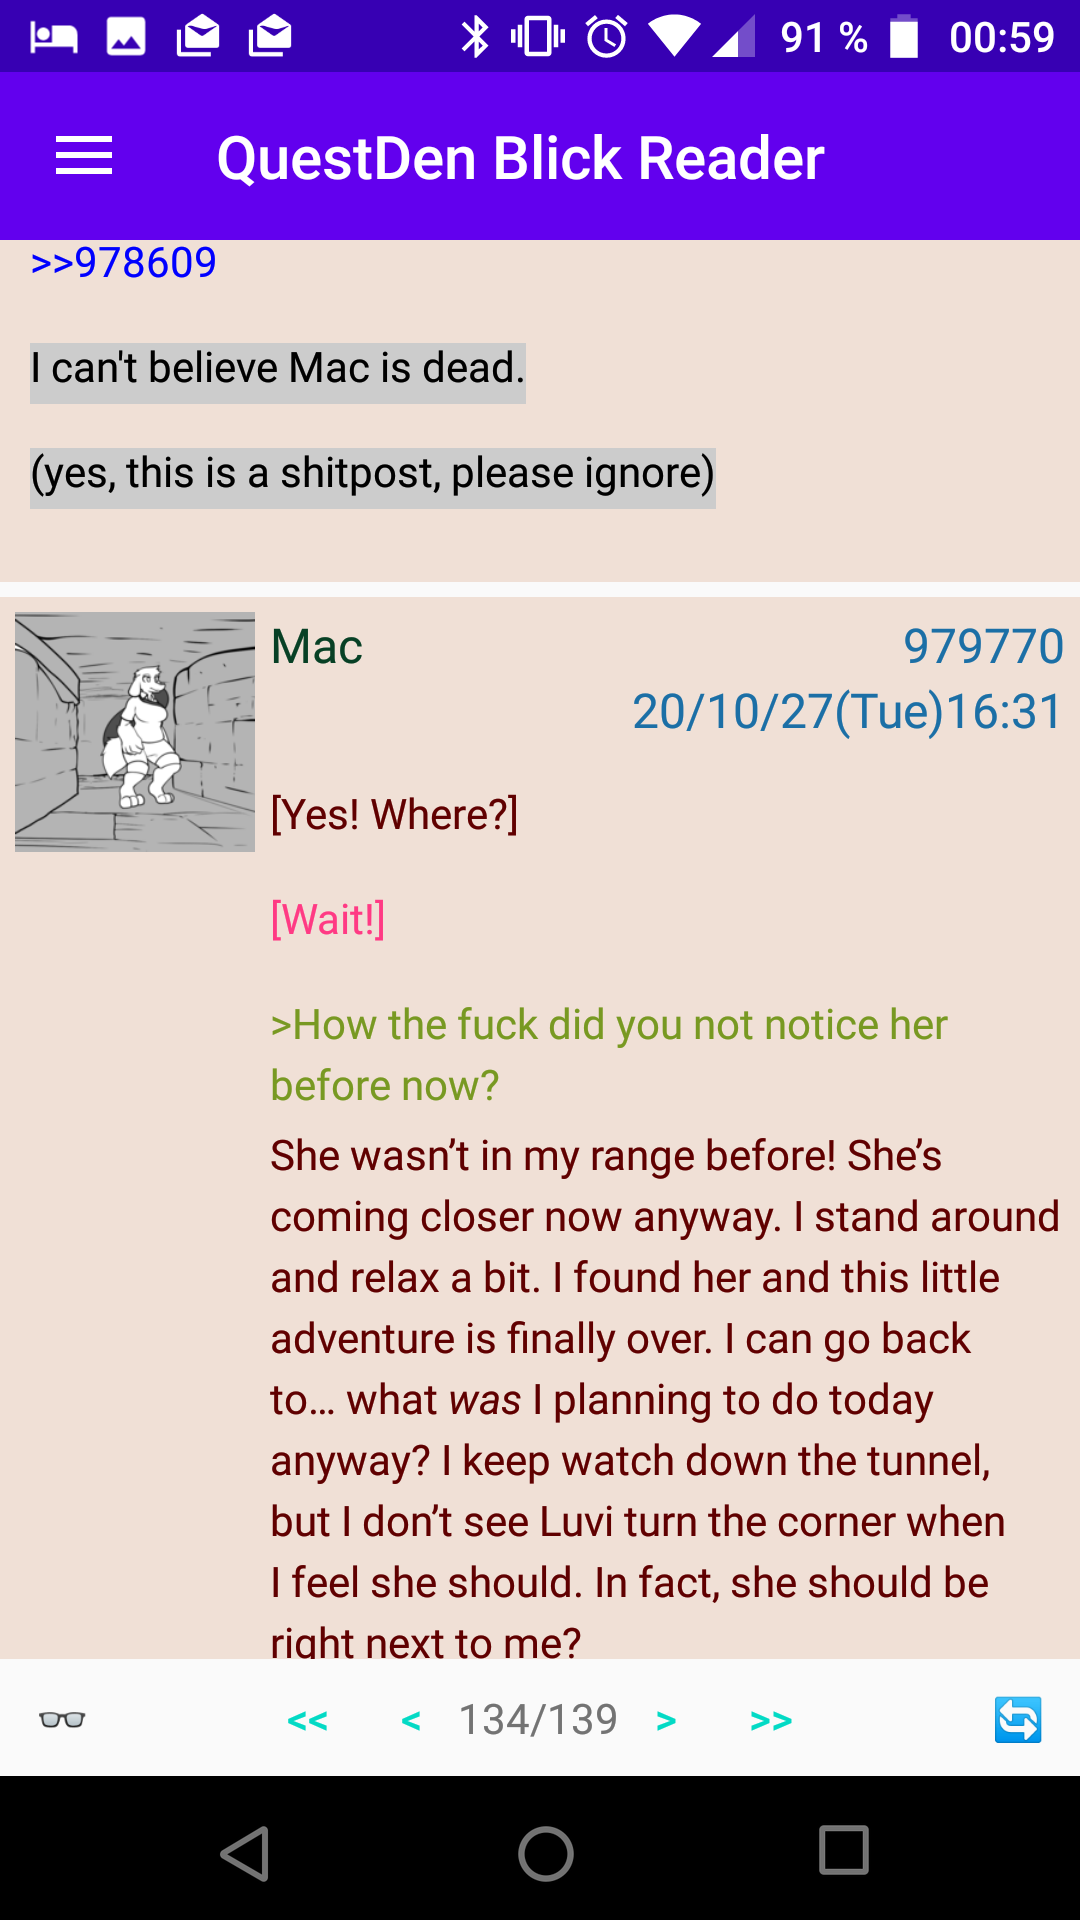 91 % 00:59
QuestDen Blick Reader
>>978609
I can't believe Mac is dead.
(yes, this is a shitpost, please ignore)
Mac 979770
20/10/27(Tue)16:31
[Yes! Where?]
[Wait!]
>How the fuck did you not notice her
before now?
She wasn’t in my range before! She’s
coming closer now anyway. I stand around
and relax a bit. I found her and this little
adventure is finally over. I can go back
to… what was I planning to do today
anyway? I keep watch down the tunnel,
but I don’t see Luvi turn the corner when
I feel she should. In fact, she should be
right next to me?
<< < 134/139 > >>